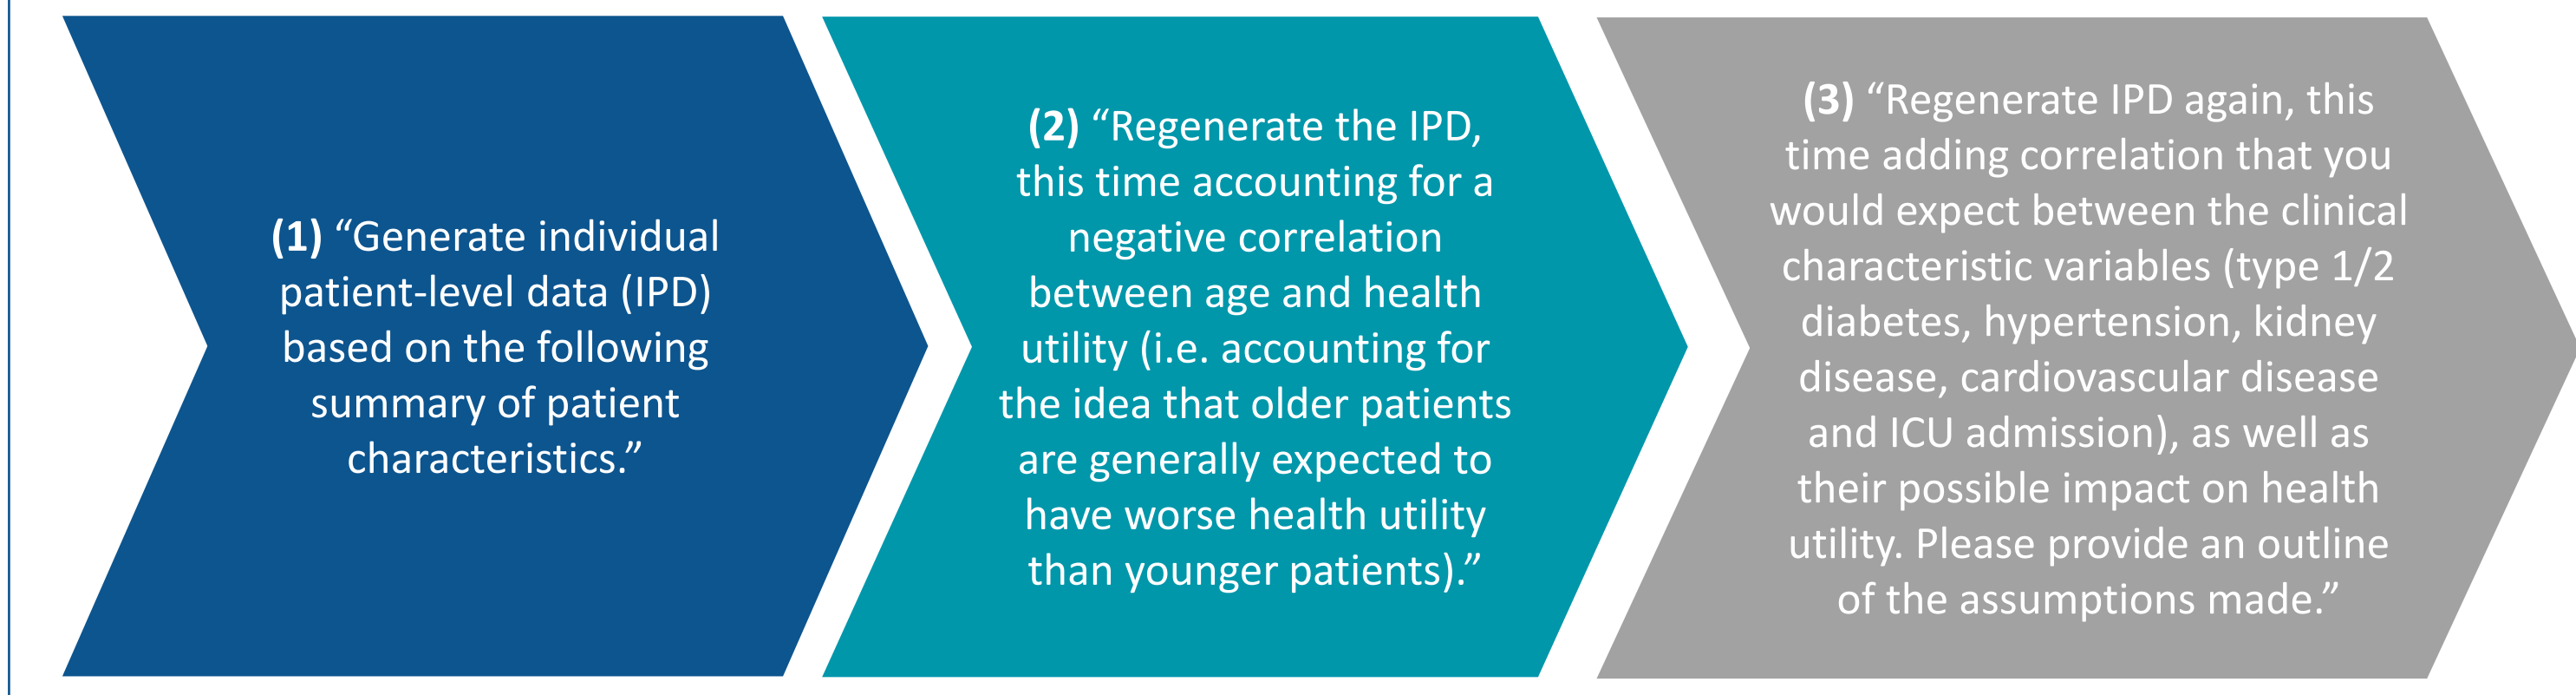 (1) “Generate individual
patient-level data (IPD)
based on the following
summary of patient
characteristics.”
(2) “Regenerate the IPD,
this time accounting for a
negative correlation
between age and health
utility (i.e. accounting for
the idea that older patients
are generally expected to
have worse health utility
than younger patients).”
(3) “Regenerate IPD again, this
time adding correlation that you
would expect between the clinical
characteristic variables (type 1/2
diabetes, hypertension, kidney
disease, cardiovascular disease
and ICU admission), as well as
their possible impact on health
utility. Please provide an outline
of the assumptions made.”